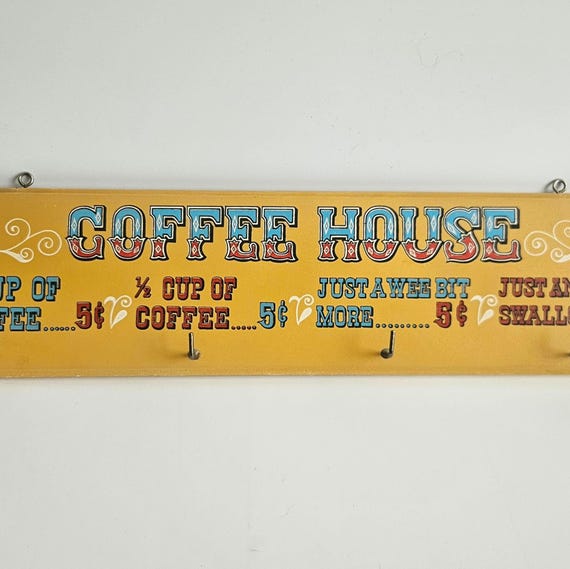 COFFEE HOUSE
UP OF ½ CUP OF JUST A WEE BIT JUST AN
FEE......5¢ COFFEE.....5¢ MORE..........5¢ SWALLO